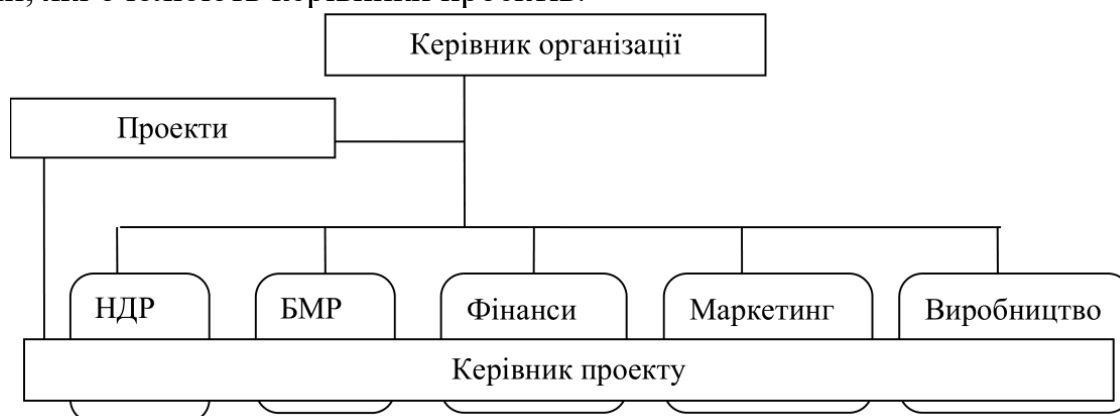 Керівник організації
Проекти
НДР
БМР
Фінанси
Маркетинг
Виробництво
Керівник проекту